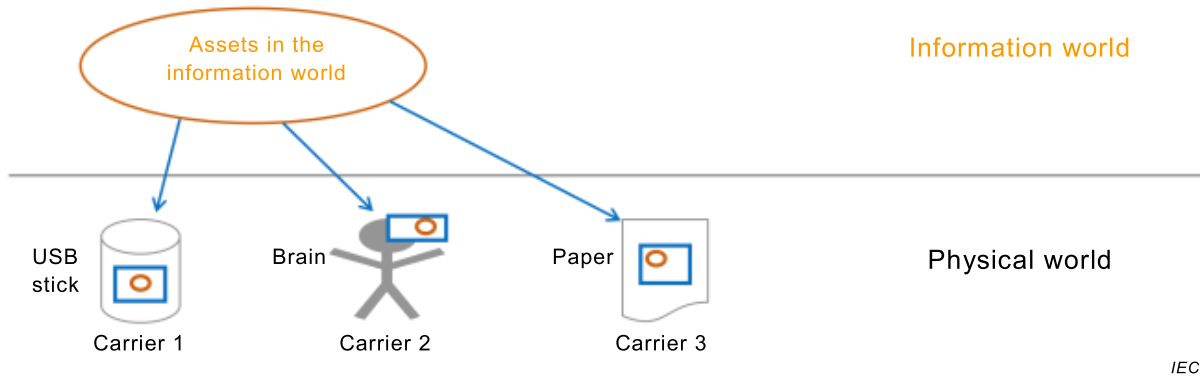 Assets in the
information world
Information world
USB
stick
Brain
Paper
Physical world
Carrier 1
Carrier 2
Carrier 3
IEC